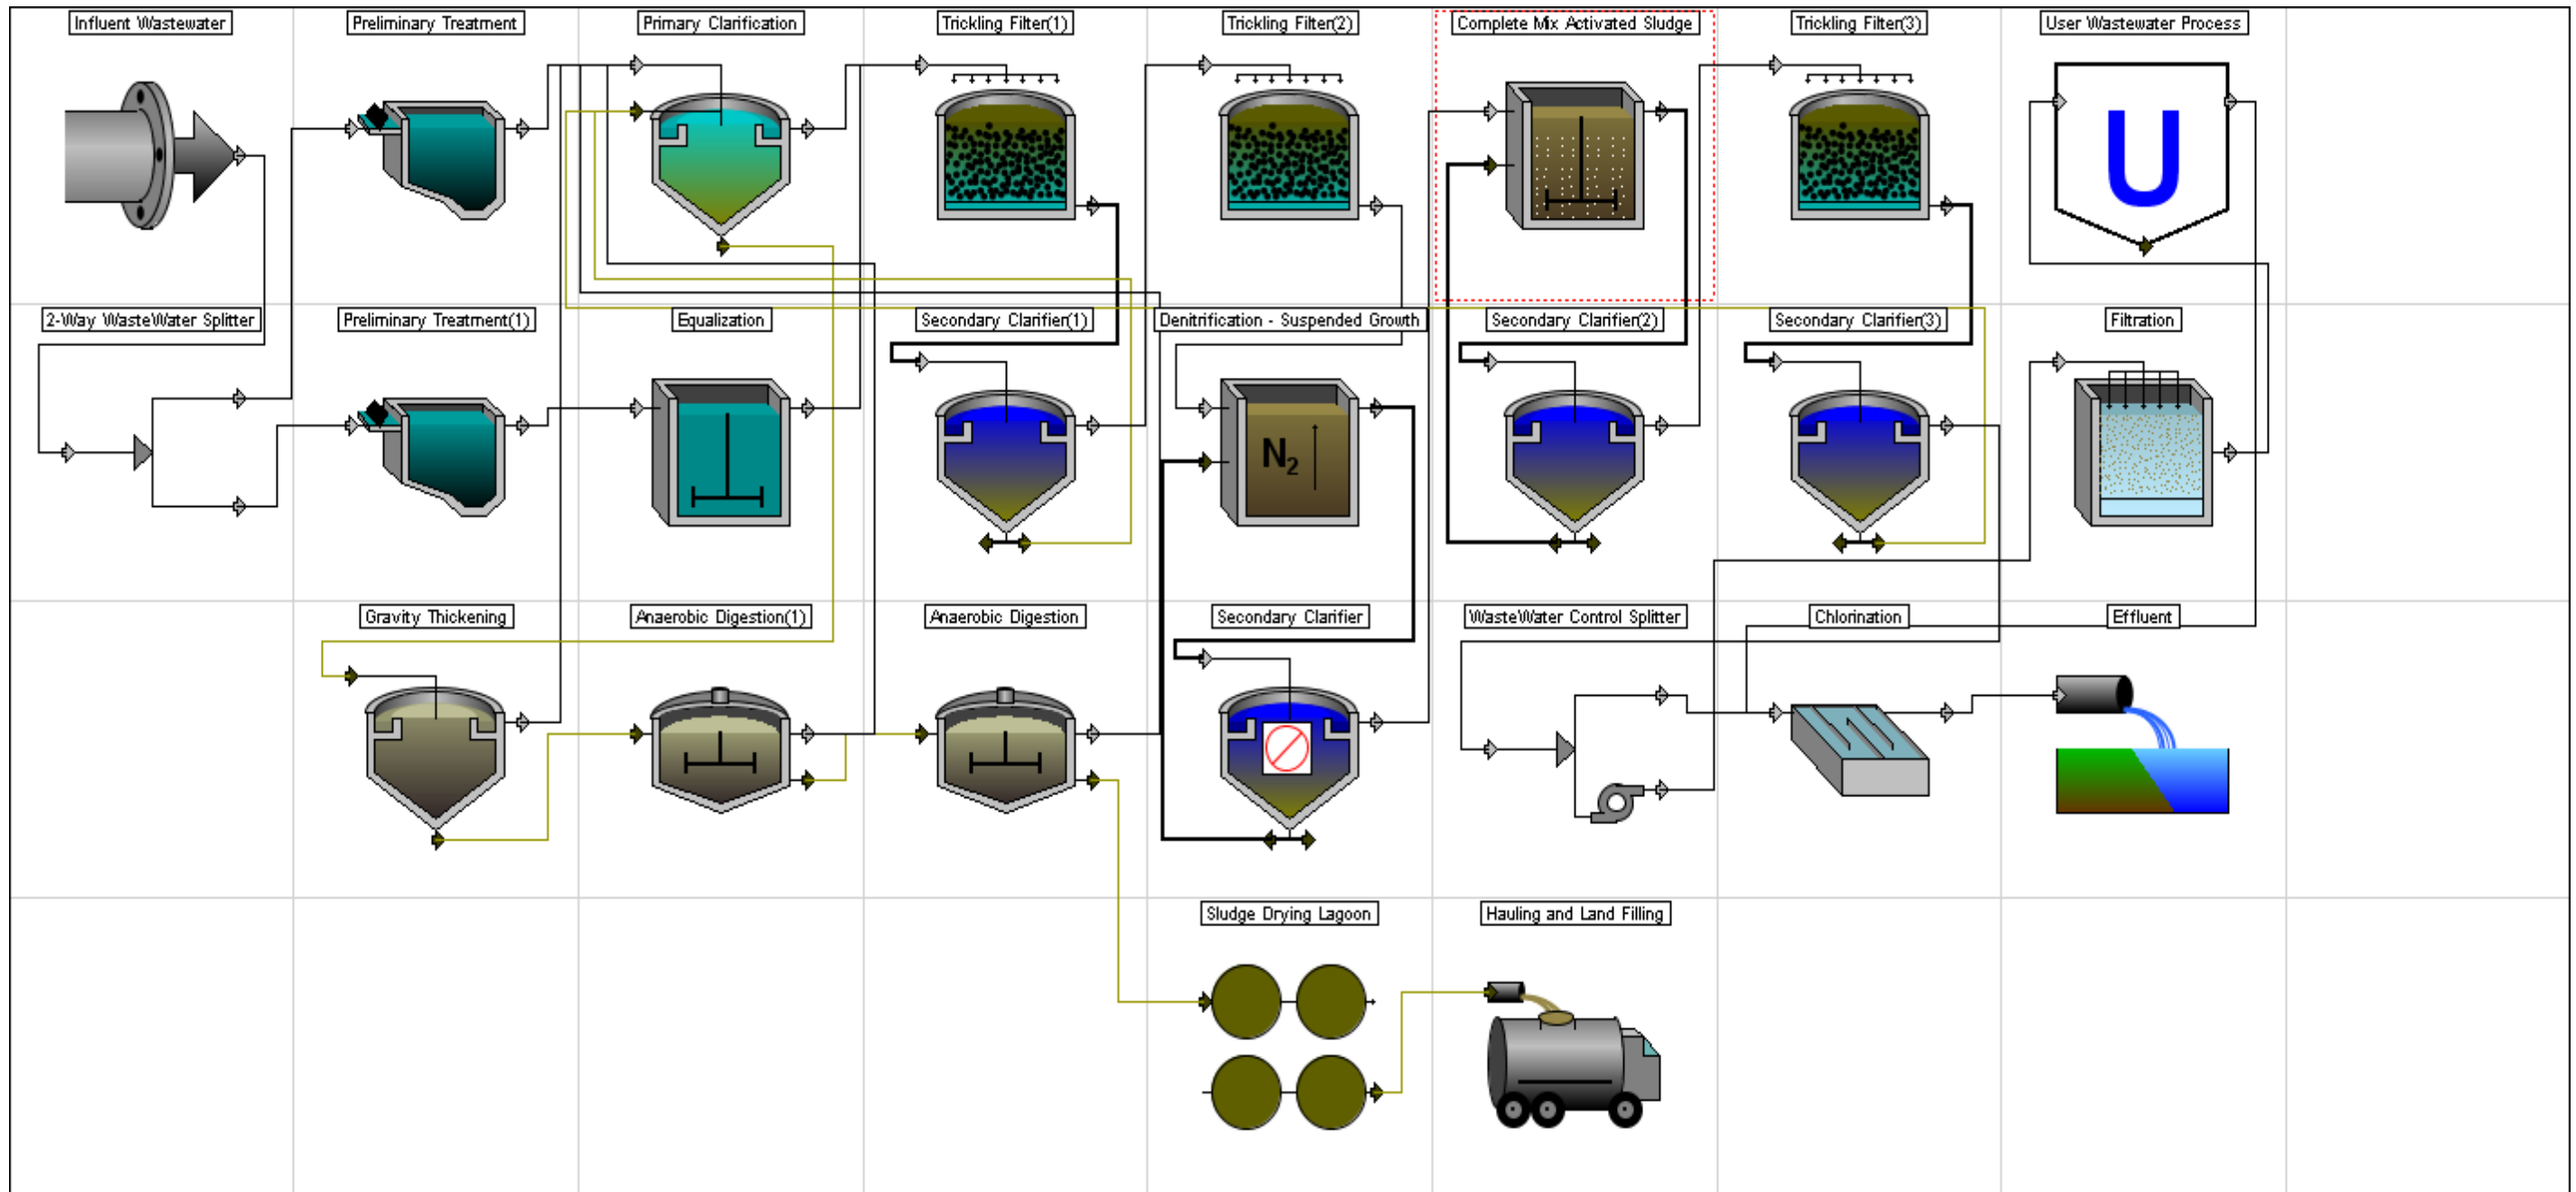 Influent Wastewater
Preliminary Treatment
Primary Clarification
Trickling Filter(1)
Trickling Filter(2)
Complete Mix Activated Sludge
Trickling Filter(3)
User Wastewater Process
U
2-Way WasteWater Splitter
Preliminary Treatment(1)
Equalization
Secondary Clarifier(1)
Denitrification - Suspended Growth
Secondary Clarifier(2)
Secondary Clarifier(3)
Filtration
N₂
Gravity Thickening
Anaerobic Digestion(1)
Anaerobic Digestion
Secondary Clarifier
WasteWater Control Splitter
Chlorination
Effluent
Sludge Drying Lagoon
Hauling and Land Filling